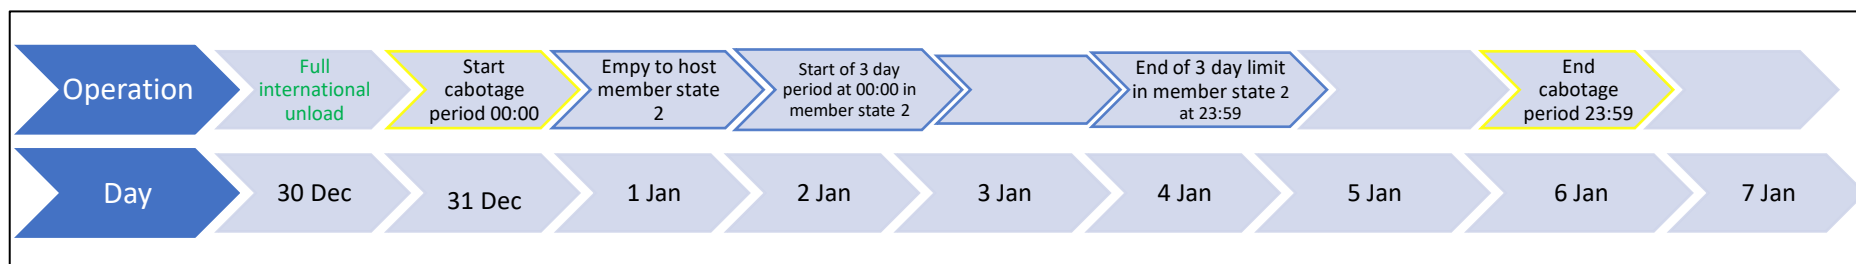 Operation
Full
international
unload
Start
cabotage
period 00:00
Empy to host
member state
2
Start of 3 day
period at 00:00 in
member state 2
End of 3 day limit
in member state 2
at 23:59
End
cabotage
period 23:59
Day
30 Dec
31 Dec
1 Jan
2 Jan
3 Jan
4 Jan
5 Jan
6 Jan
7 Jan